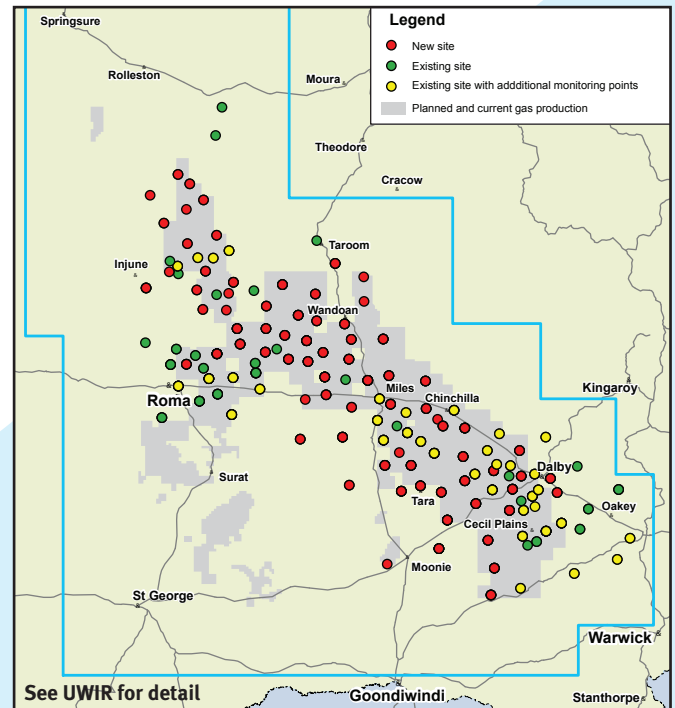 Legend
New site
Existing site
Existing site with addditional monitoring points
Planned and current gas production
Springsure
Rolleston
Moura
Theodore
Cracow
Taroom
Injune
Wandoan
Miles
Chinchilla
Kingaroy
Roma
Dalby
Surat
Tara
Oakey
Cecil Plains
Moonie
St George
Warwick
See UWIR for detail
Goondiwindi
Stanthorpe